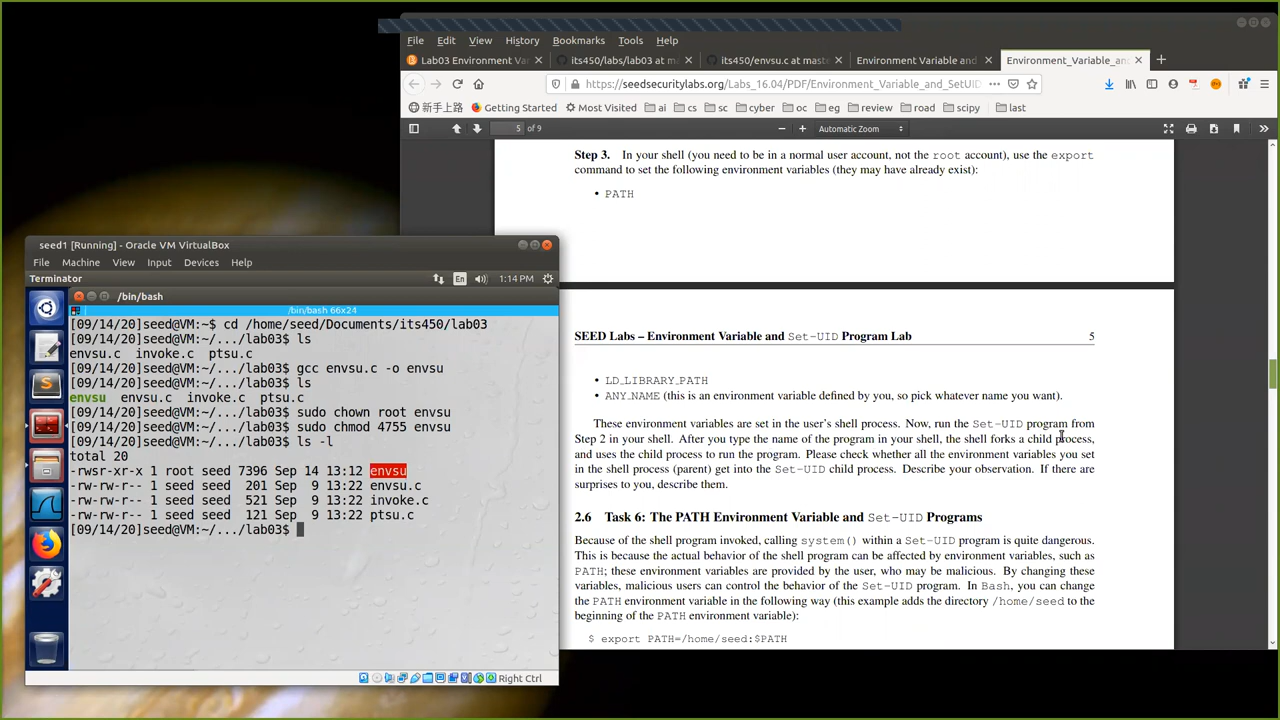 File Edit View History Bookmarks Tools Help
Lab03 Environment Va
its450/labs/lab03 at m
its450/envsu.c at mast
Environment Variable and
Environment_Variable_an
https://seedsecuritylabs.org/Labs_16.04/PDF/Environment_Variable_and_SetUID
新手上路 Getting Started Most Visited ai cs sc cyber oc eg review road scipy last
5 of 9
Automatic Zoom
Step 3. In your shell (you need to be in a normal user account, not the root account), use the export
command to set the following environment variables (they may have already exist):
• PATH
SEED Labs – Environment Variable and Set-UID Program Lab 5
• LD_LIBRARY_PATH
• ANY_NAME (this is an environment variable defined by you, so pick whatever name you want).
These environment variables are set in the user's shell process. Now, run the Set-UID program from
Step 2 in your shell. After you type the name of the program in your shell, the shell forks a child process,
and uses the child process to run the program. Please check whether all the environment variables you set
in the shell process (parent) get into the Set-UID child process. Describe your observation. If there are
surprises to you, describe them.
2.6 Task 6: The PATH Environment Variable and Set-UID Programs
Because of the shell program invoked, calling system() within a Set-UID program is quite dangerous.
This is because the actual behavior of the shell program can be affected by environment variables, such as
PATH; these environment variables are provided by the user, who may be malicious. By changing these
variables, malicious users can control the behavior of the Set-UID program. In Bash, you can change
the PATH environment variable in the following way (this example adds the directory /home/seed to the
beginning of the PATH environment variable):
$ export PATH=/home/seed:$PATH
seed1 [Running] - Oracle VM VirtualBox
File Machine View Input Devices Help
Terminator En 1:14 PM
/bin/bash
/bin/bash 66x24
[09/14/20]seed@VM:~$ cd /home/seed/Documents/its450/lab03
[09/14/20]seed@VM:~/.../lab03$ ls
envsu.c invoke.c ptsu.c
[09/14/20]seed@VM:~/.../lab03$ gcc envsu.c -o envsu
[09/14/20]seed@VM:~/.../lab03$ ls
envsu envsu.c invoke.c ptsu.c
[09/14/20]seed@VM:~/.../lab03$ sudo chown root envsu
[09/14/20]seed@VM:~/.../lab03$ sudo chmod 4755 envsu
[09/14/20]seed@VM:~/.../lab03$ ls -l
total 20
-rwsr-xr-x 1 root seed 7396 Sep 14 13:12 envsu
-rw-rw-r-- 1 seed seed 201 Sep 9 13:22 envsu.c
-rw-rw-r-- 1 seed seed 521 Sep 9 13:22 invoke.c
-rw-rw-r-- 1 seed seed 121 Sep 9 13:22 ptsu.c
[09/14/20]seed@VM:~/.../lab03$
Right Ctrl